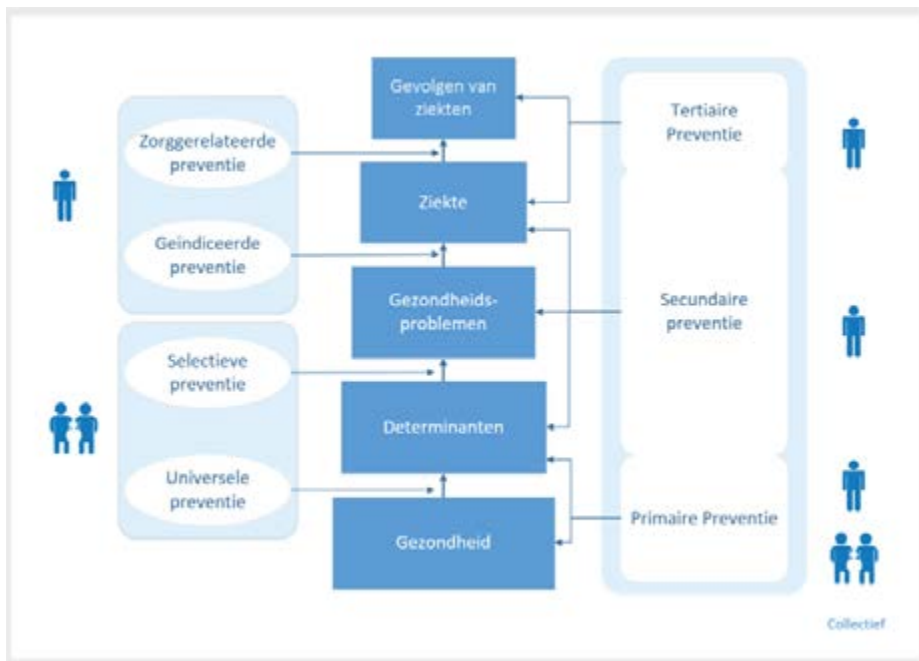 Zorggerelateerde
preventie
Geïndiceerde
preventie
Selectieve
preventie
Universele
preventie
Gevolgen van
ziekten
Ziekte
Gezondheids-
problemen
Determinanten
Gezondheid
Tertiaire
Preventie
Secundaire
preventie
Primaire Preventie
Collectief